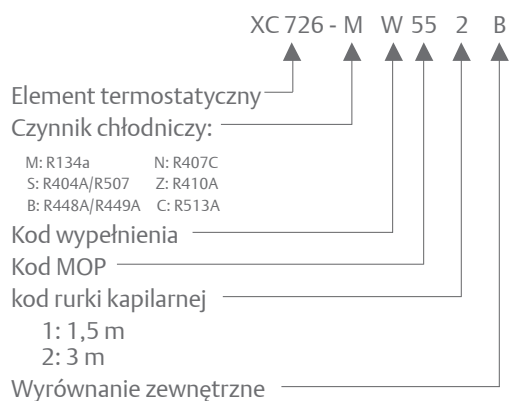 XC 726 - M W 55 2 B
Element termostatyczny
Czynnik chłodniczy:
M: R134a N: R407C
S: R404A/R507 Z: R410A
B: R448A/R449A C: R513A
Kod wypełnienia
Kod MOP
kod rurki kapilarnej
1: 1,5 m
2: 3 m
Wyrównanie zewnętrzne